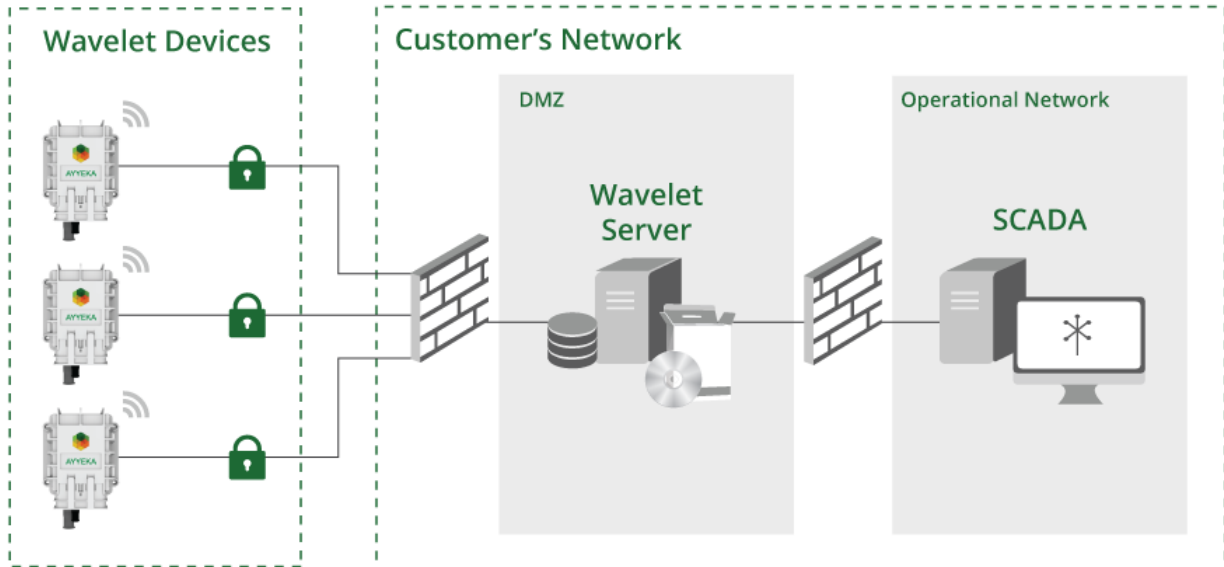 Wavelet Devices
Customer's Network
DMZ
Operational Network
AYYEKA
Wavelet
Server
SCADA
AYYEKA
AYYEKA